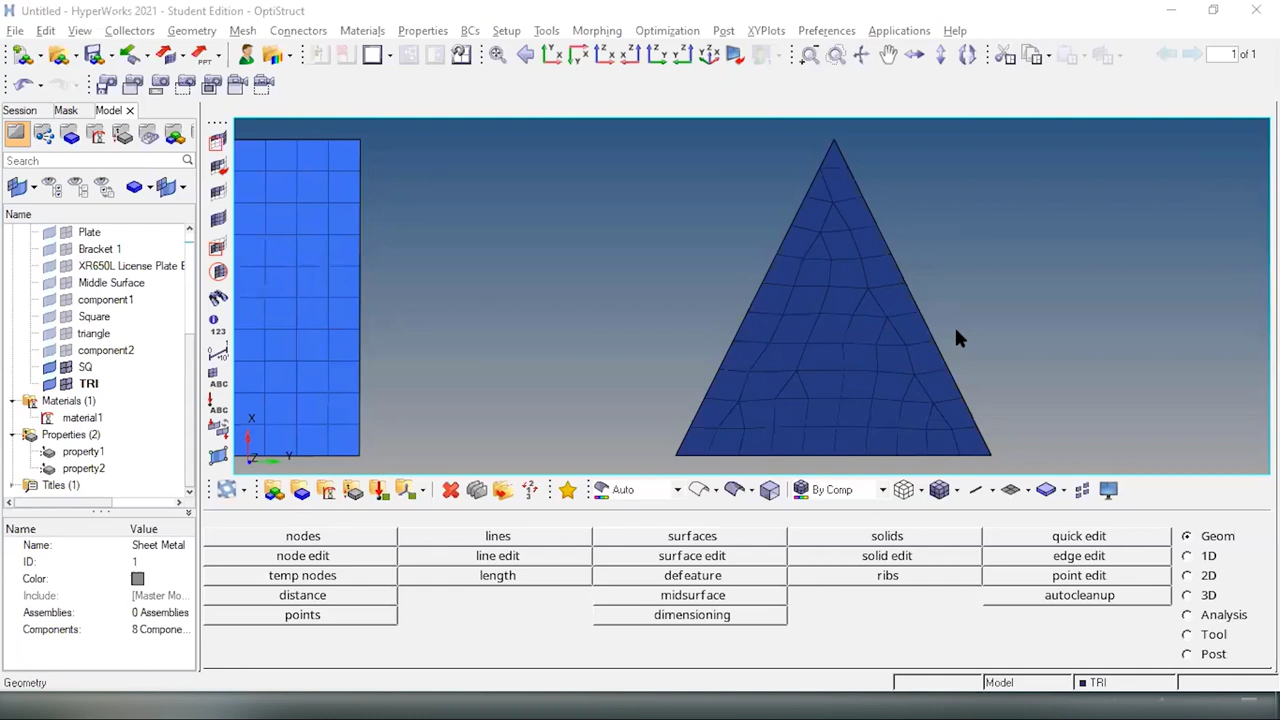 Untitled - HyperWorks 2021 - Student Edition - OptiStruct
File Edit View Collectors Geometry Mesh Connectors Materials Properties BCs Setup Tools Morphing Optimization Post XYPlots Preferences Applications Help
1 of 1
Session Mask Model
Search
Name
Plate
Bracket 1
XR650L License Plate B
Middle Surface
component1
Square
triangle
component2
SQ
TRI
Materials (1)
material1
Properties (2)
property1
property2
Titles (1)
123
ABC
ABC
X
Z Y
Auto
By Comp
Name Value
Name: Sheet Metal
ID: 1
Color:
Include: [Master Mo...
Assemblies: 0 Assemblies
Components: 8 Compone...
nodes lines surfaces solids quick edit Geom
node edit line edit surface edit solid edit edge edit 1D
temp nodes length defeature ribs point edit 2D
distance midsurface autocleanup 3D
points dimensioning Analysis
Tool
Post
Geometry Model TRI